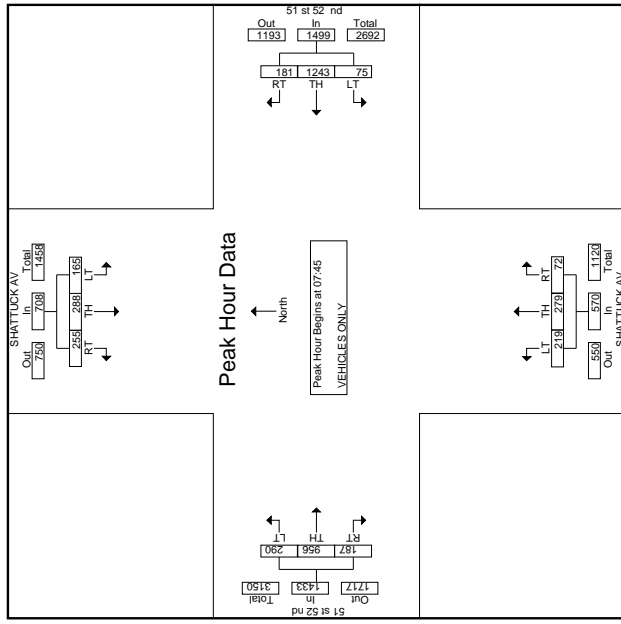 51 st 52 nd
Out In Total
1193 1499 2692
181 1243 75
RT TH LT
SHATTUCK AV
Out In Total
750 708 1458
255 288 165
RT TH LT
Peak Hour Data
North
Peak Hour Begins at 07:45
VEHICLES ONLY
LT TH RT
219 279 72
Out In Total
550 570 1120
SHATTUCK AV
LT TH RT
290 956 187
Total In Out
3150 1433 1717
51 st 52 nd